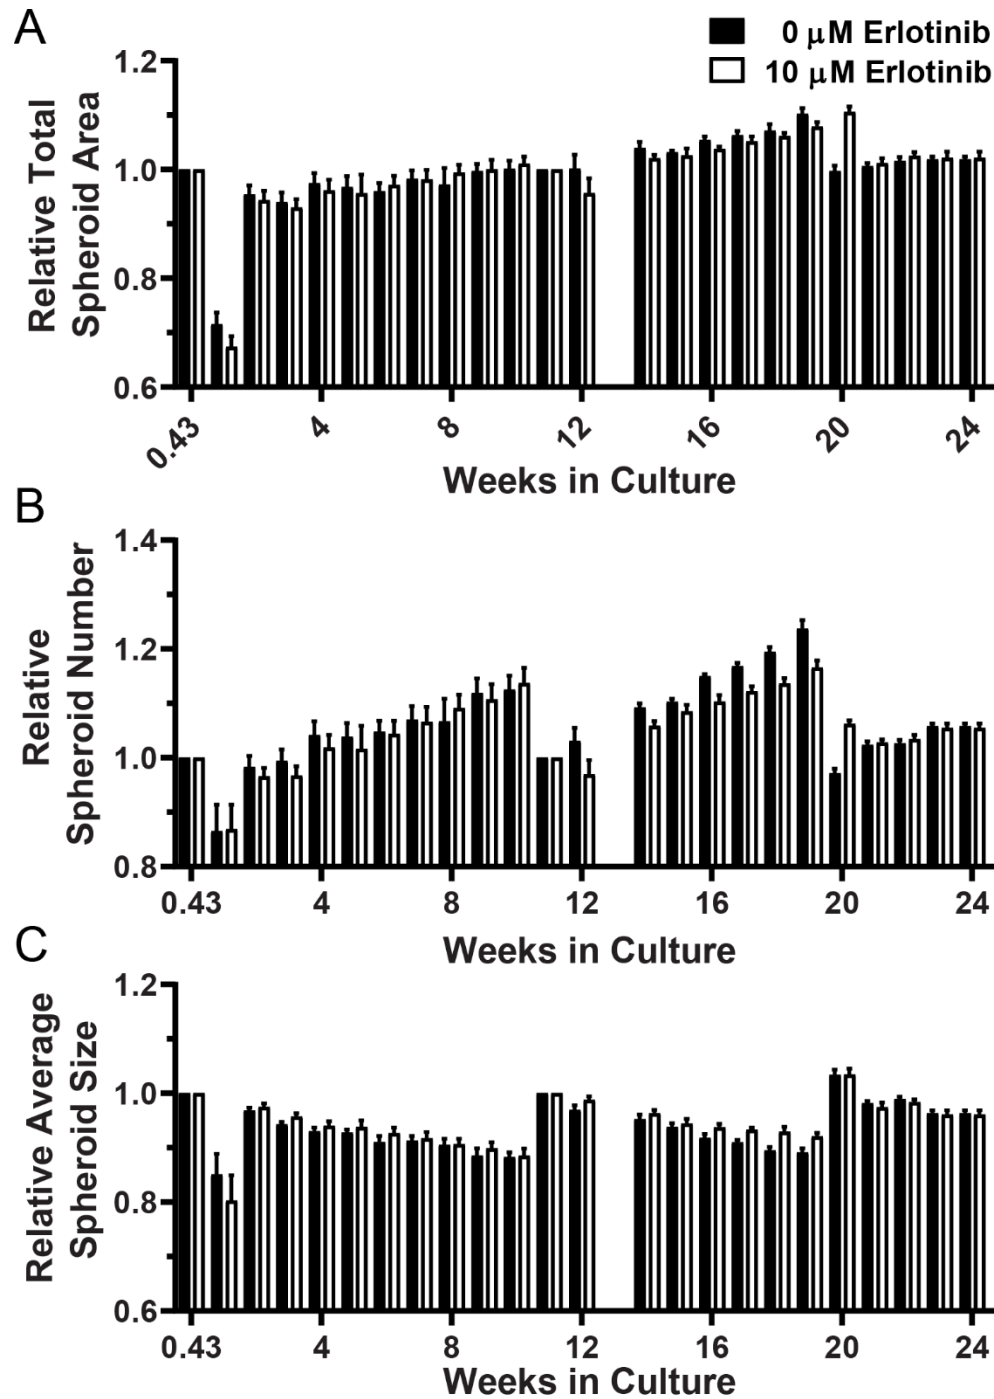 A
0 μM Erlotinib
10 μM Erlotinib
Relative Total
Spheroid Area
1.2
1.0
0.8
0.6
0.43 4 8 12 16 20 24
Weeks in Culture
B
Relative
Spheroid Number
1.4
1.2
1.0
0.8
0.43 4 8 12 16 20 24
Weeks in Culture
C
Relative Average
Spheroid Size
1.2
1.0
0.8
0.6
0.43 4 8 12 16 20 24
Weeks in Culture